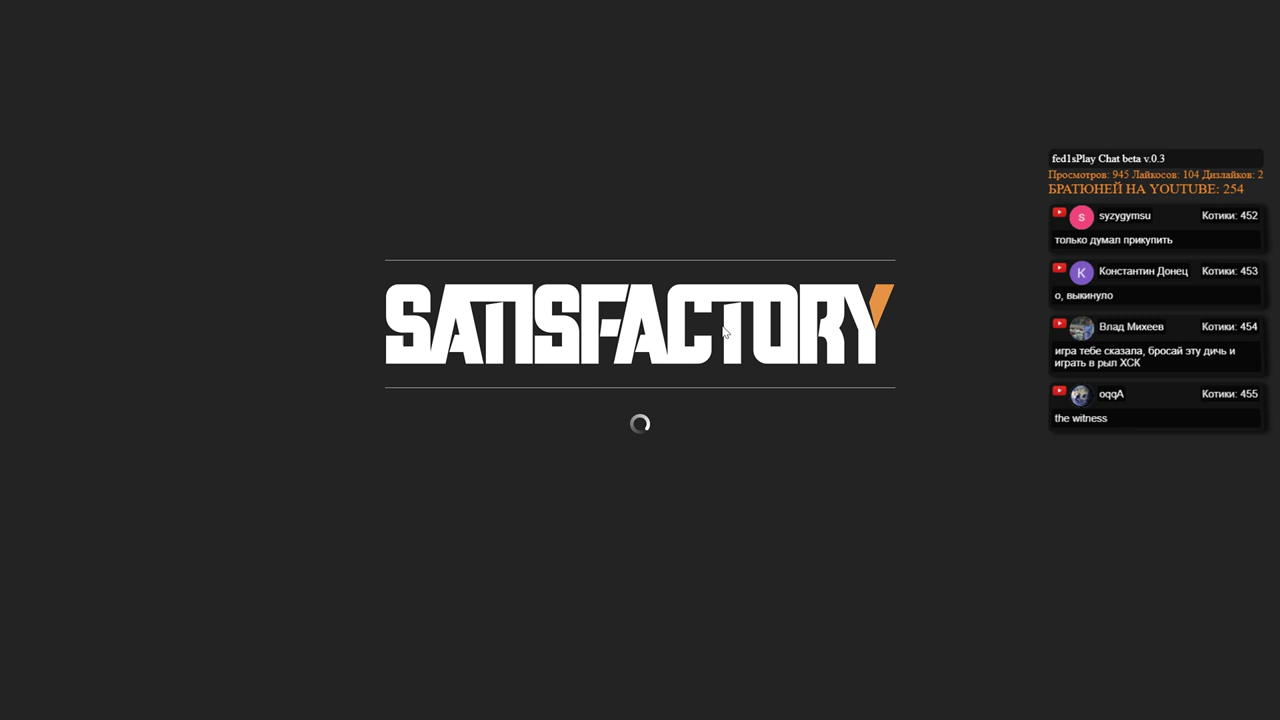 SATISFACTORY
fed1sPlay Chat beta v.0.3
Просмотров: 945 Лайкосов: 104 Дизлайков: 2
БРАТЮНЕЙ НА YOUTUBE: 254
S syzygymsu Котики: 452
только думал прикупить
К Константин Донец Котики: 453
о, выкинуло
Влад Михеев Котики: 454
игра тебе сказала, бросай эту дичь и
играть в рыл ХСК
oqqA Котики: 455
the witness